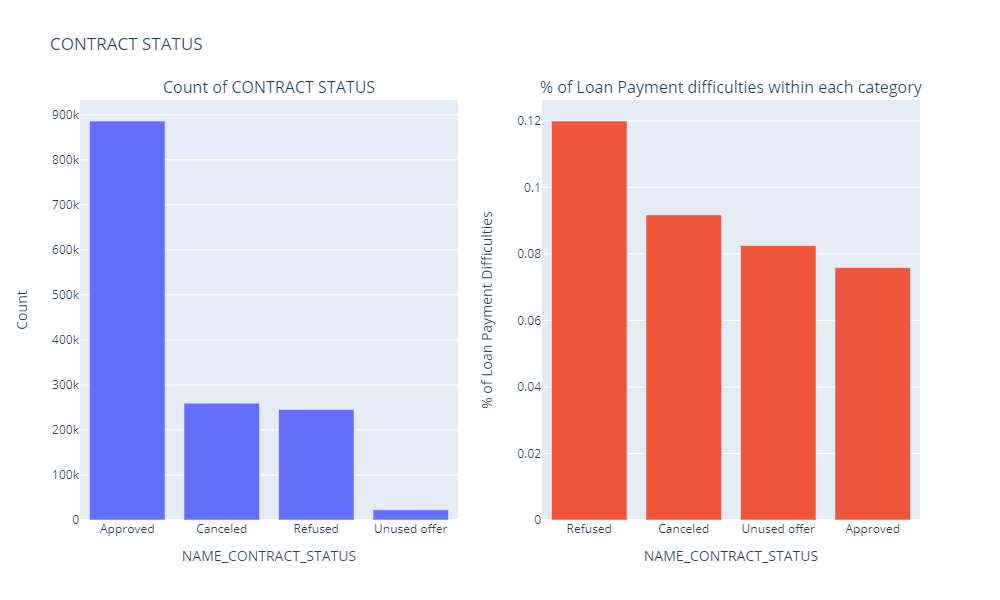 CONTRACT STATUS
Count of CONTRACT STATUS
900k
800k
700k
600k
500k
400k
300k
200k
100k
0
Count
Approved
Canceled
Refused
Unused offer
NAME_CONTRACT_STATUS
% of Loan Payment difficulties within each category
0.12
0.1
0.08
0.06
0.04
0.02
0
% of Loan Payment Difficulties
Refused
Canceled
Unused offer
Approved
NAME_CONTRACT_STATUS